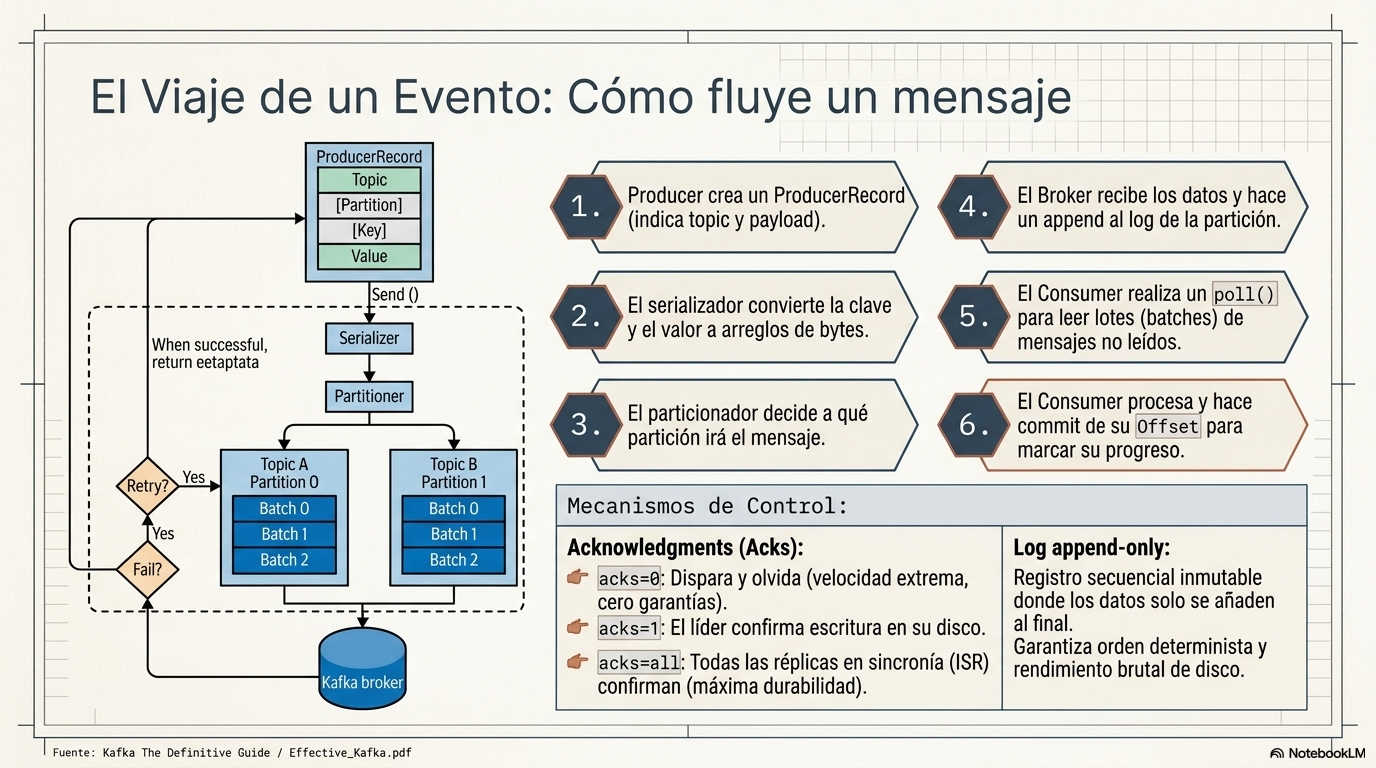 El Viaje de un Evento: Cómo fluye un mensaje
ProducerRecord
Topic
[Partition]
[Key]
Value
Send ()
Serializer
Partitioner
When successful,
return eetaptata
Topic A
Partition 0
Batch 0
Batch 1
Batch 2
Topic B
Partition 1
Batch 0
Batch 1
Batch 2
Retry?
Yes
Yes
Fail?
Kafka broker
1.
Producer crea un ProducerRecord
(indica topic y payload).
2.
El serializador convierte la clave
y el valor a arreglos de bytes.
3.
El particionador decide a qué
partición irá el mensaje.
4.
El Broker recibe los datos y hace
un append al log de la partición.
5.
El Consumer realiza un poll()
para leer lotes (batches) de
mensajes no leídos.
6.
El Consumer procesa y hace
commit de su Offset para
marcar su progreso.
Mecanismos de Control:
Acknowledgments (Acks):
acks=0: Dispara y olvida (velocidad extrema,
cero garantías).
acks=1: El líder confirma escritura en su disco.
acks=all: Todas las réplicas en sincronía (ISR)
confirman (máxima durabilidad).
Log append-only:
Registro secuencial inmutable
donde los datos solo se añaden
al final.
Garantiza orden determinista y
rendimiento brutal de disco.
Fuente: Kafka The Definitive Guide / Effective_Kafka.pdf
NotebookLM